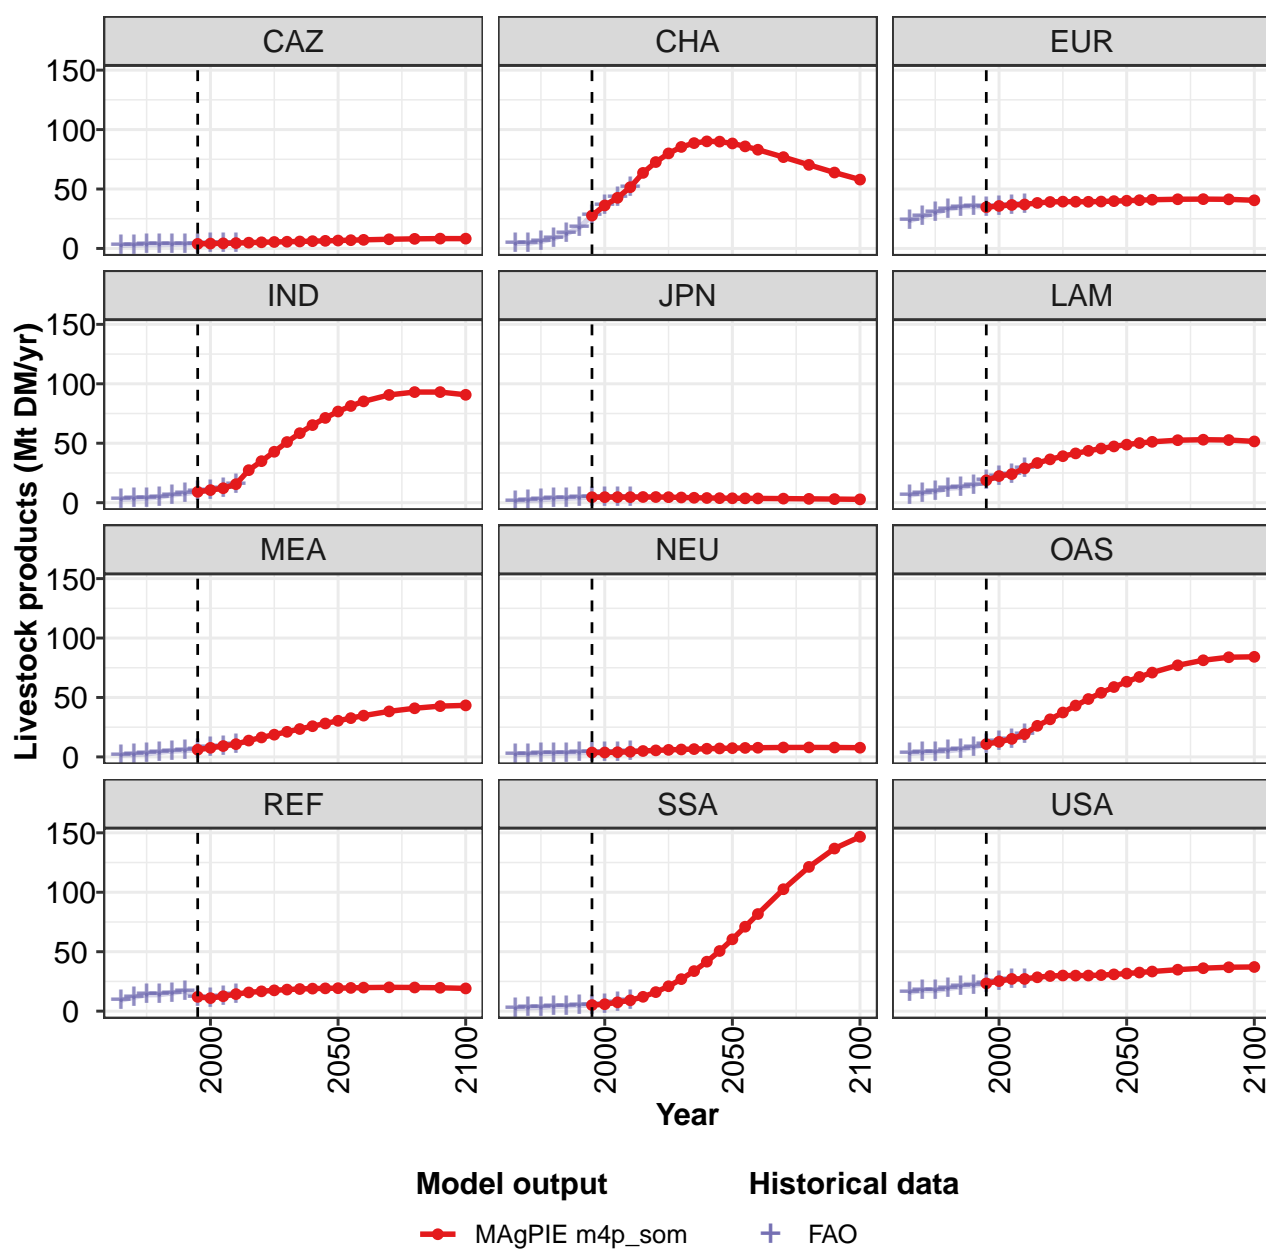 CAZ CHA EUR
150
100
50
0
IND JPN LAM
150
100
50
0
MEA NEU OAS
150
100
50
0
REF SSA USA
150
100
50
0
Livestock products (Mt DM/yr)
2000 2050 2100 2000 2050 2100 2000 2050 2100
Year
Model output Historical data
MAgPIE m4p_som FAO